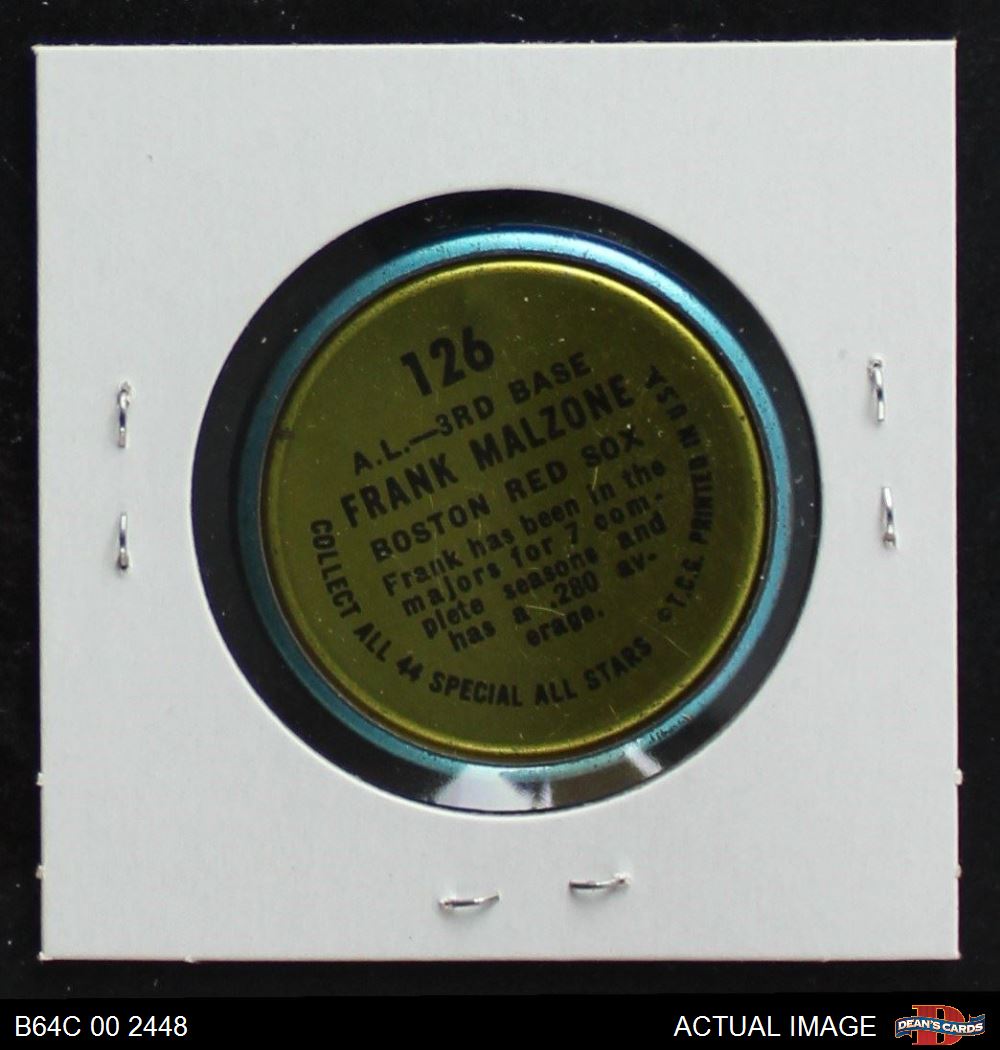 126
A.L.—3RD BASE
FRANK MALZONE
BOSTON RED SOX
Frank has been in the
majors for 7 com-
plete seasons and
has a .280 av-
erage.
COLLECT ALL 44 SPECIAL ALL STARS
©T.C.G. PRINTED IN U.S.A.
B64C 00 2448
ACTUAL IMAGE
D
DEAN'S CARDS